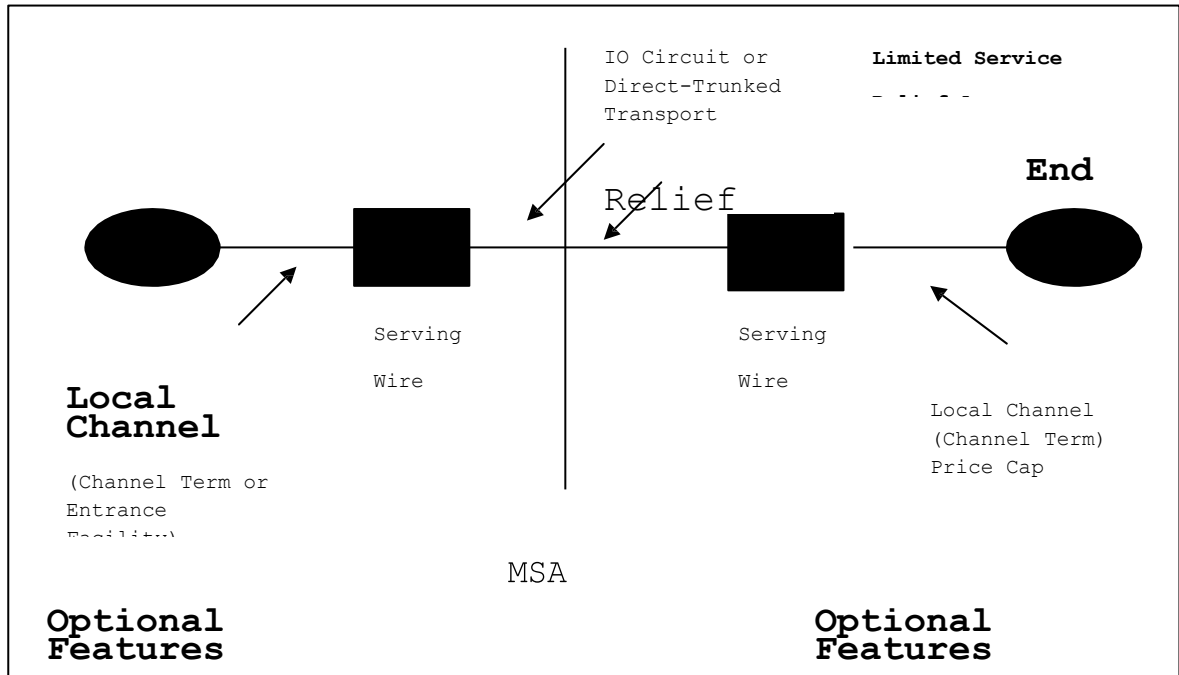 IO Circuit or
Direct-Trunked
Transport
Limited Service
End
Relief
Serving
Wire
Serving
Wire
Local
Channel
(Channel Term or
Entrance
Local Channel
(Channel Term)
Price Cap
MSA
Optional
Features
Optional
Features